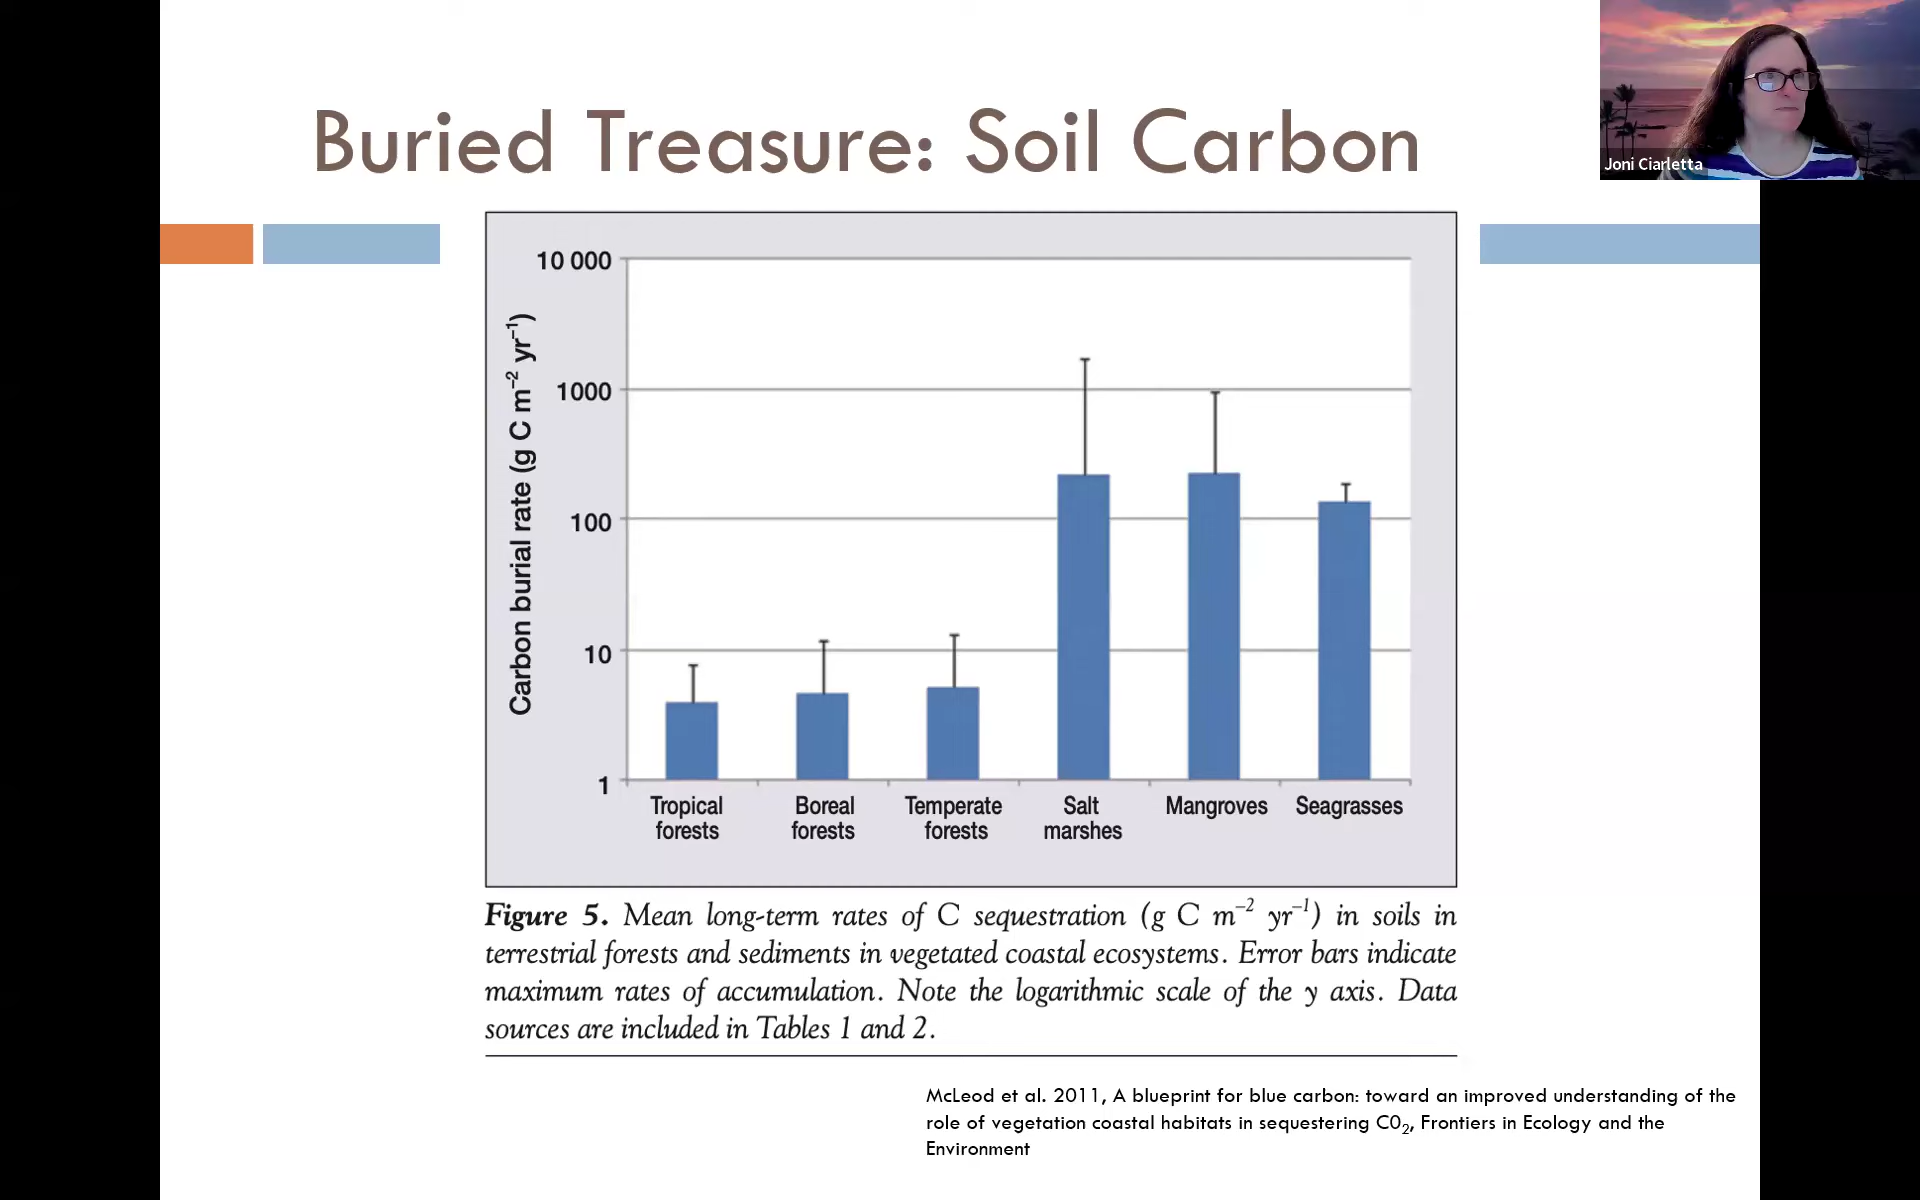 Buried Treasure: Soil Carbon
Joni Ciarletta
Carbon burial rate (g C m⁻² yr⁻¹)
10 000
1000
100
10
1
Tropical forests
Boreal forests
Temperate forests
Salt marshes
Mangroves
Seagrasses
Figure 5. Mean long-term rates of C sequestration (g C m⁻² yr⁻¹) in soils in
terrestrial forests and sediments in vegetated coastal ecosystems. Error bars indicate
maximum rates of accumulation. Note the logarithmic scale of the y axis. Data
sources are included in Tables 1 and 2.
McLeod et al. 2011, A blueprint for blue carbon: toward an improved understanding of the
role of vegetation coastal habitats in sequestering C0₂, Frontiers in Ecology and the
Environment